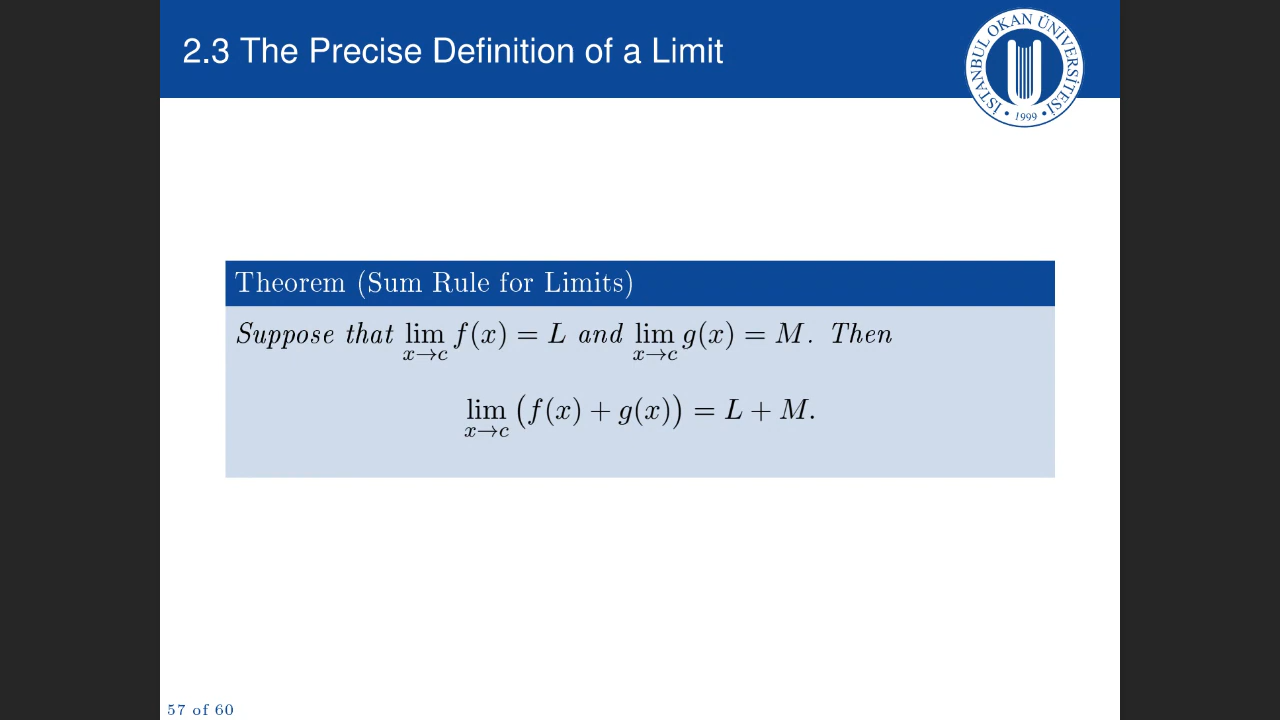 2.3 The Precise Definition of a Limit
İSTANBUL OKAN ÜNİVERSİTESİ
• 1999 •
Theorem (Sum Rule for Limits)
Suppose that lim f(x) = L and lim g(x) = M. Then
x→c x→c
lim (f(x) + g(x)) = L + M.
x→c
57 of 60